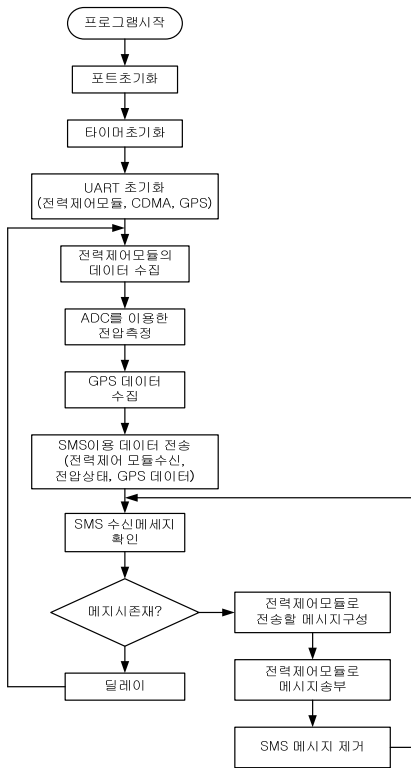 프로그램시작
포트초기화
타이머초기화
UART 초기화
(전력제어모듈, CDMA, GPS)
전력제어모듈의
데이터 수집
ADC를 이용한
전압측정
GPS 데이터
수집
SMS이용 데이터 전송
(전력제어 모듈수신,
전압상태, GPS 데이터)
SMS 수신메세지
확인
메지시존재?
딜레이
전력제어모듈로
전송할 메시지구성
전력제어모듈로
메시지송부
SMS 메시지 제거